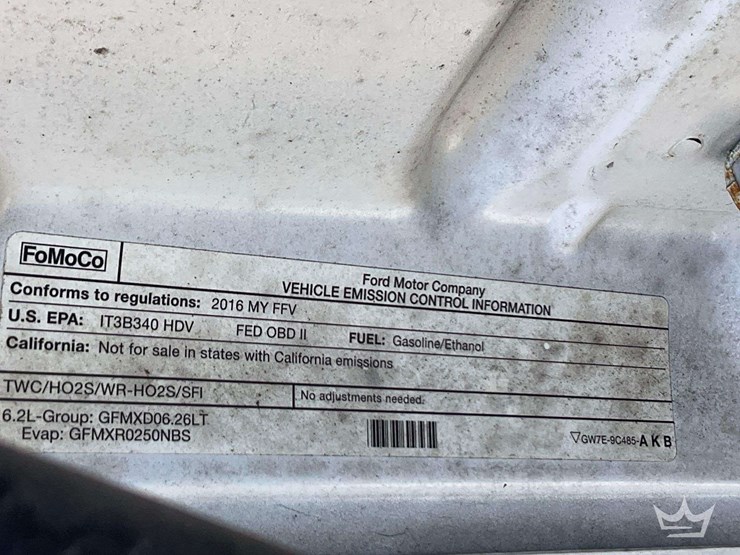 FoMoCo
Ford Motor Company
VEHICLE EMISSION CONTROL INFORMATION
Conforms to regulations: 2016 MY FFV
U.S. EPA: IT3B340 HDV FED OBD II FUEL: Gasoline/Ethanol
California: Not for sale in states with California emissions
TWC/HO2S/WR-HO2S/SFI
No adjustments needed.
6.2L-Group: GFMXD06.26LT
Evap: GFMXR0250NBS
GW7E-9C485-AKB